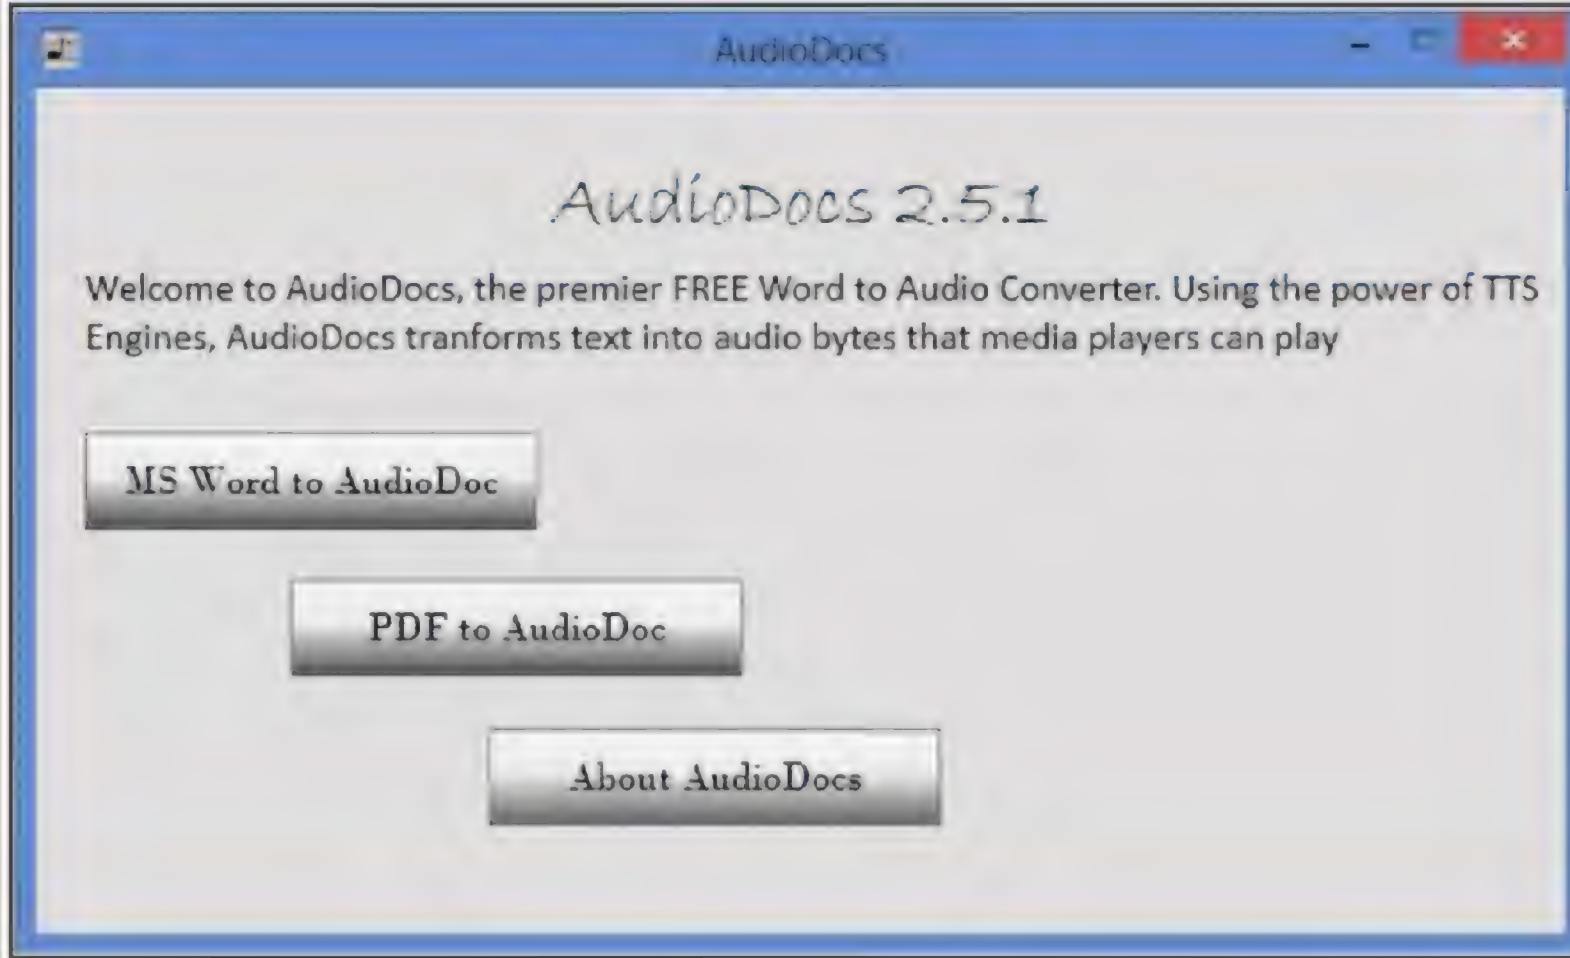 AudioDocs
AudioDocs 2.5.1
Welcome to AudioDocs, the premier FREE Word to Audio Converter. Using the power of TTS
Engines, AudioDocs tranforms text into audio bytes that media players can play
MS Word to AudioDoc
PDF to AudioDoc
About AudioDocs